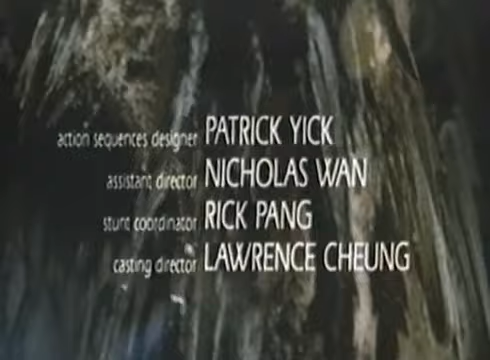 action sequences designer PATRICK YICK
assistant director NICHOLAS WAN
stunt coordinator RICK PANG
casting director LAWRENCE CHEUNG